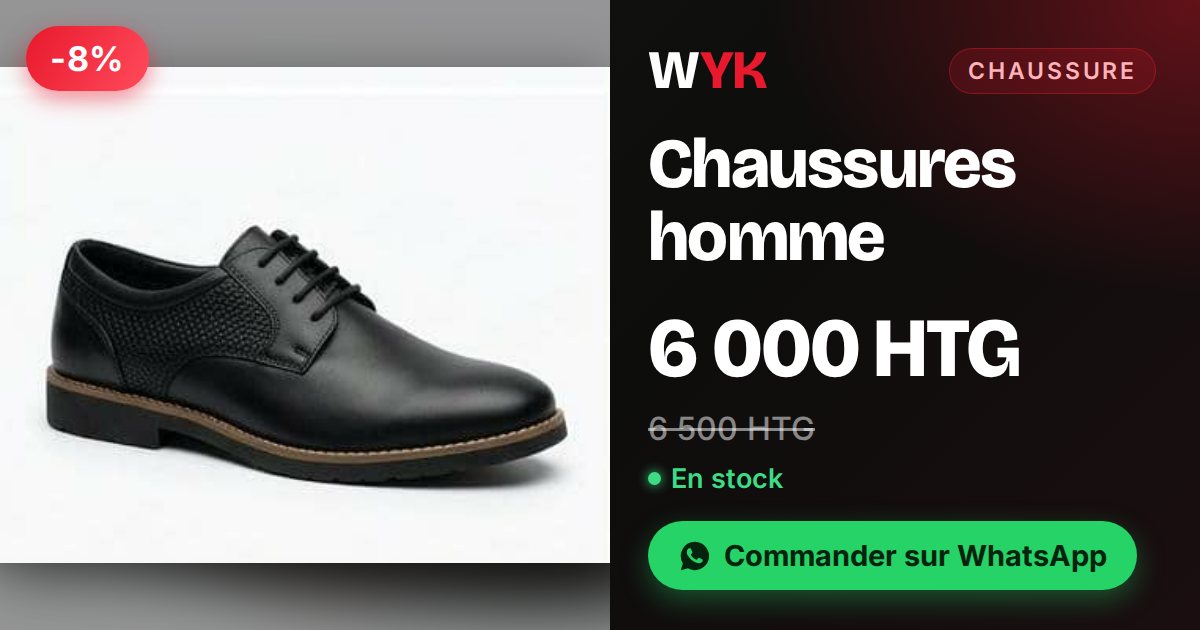 -8%
WYK
CHAUSSURE
Chaussures
homme
6 000 HTG
6 500 HTG
En stock
Commander sur WhatsApp